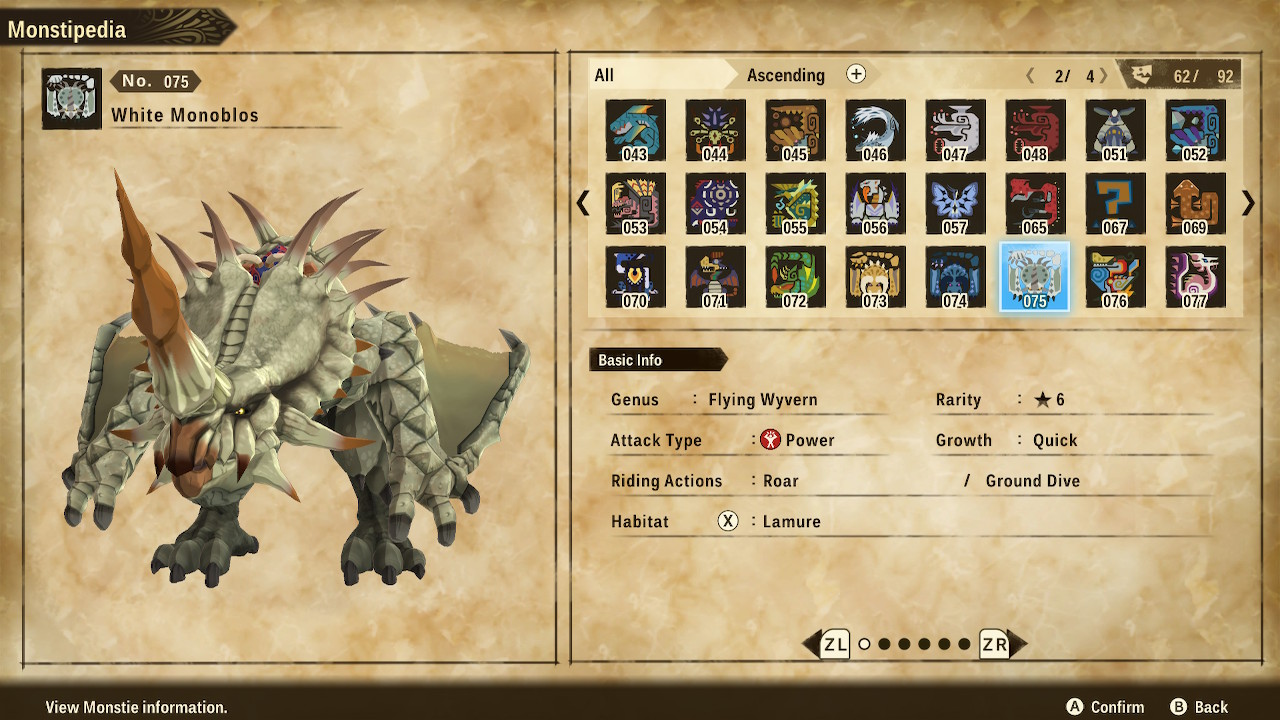 Monstipedia
No. 075
White Monoblos
All
Ascending
2/ 4
62/ 92
043 044 045 046 047 048 051 052
053 054 055 056 057 065 067 069
070 071 072 073 074 075 076 077
Basic Info
Genus : Flying Wyvern
Rarity : ★ 6
Attack Type : Power
Growth : Quick
Riding Actions : Roar / Ground Dive
Habitat X : Lamure
ZL ZR
View Monstie information.
A Confirm B Back